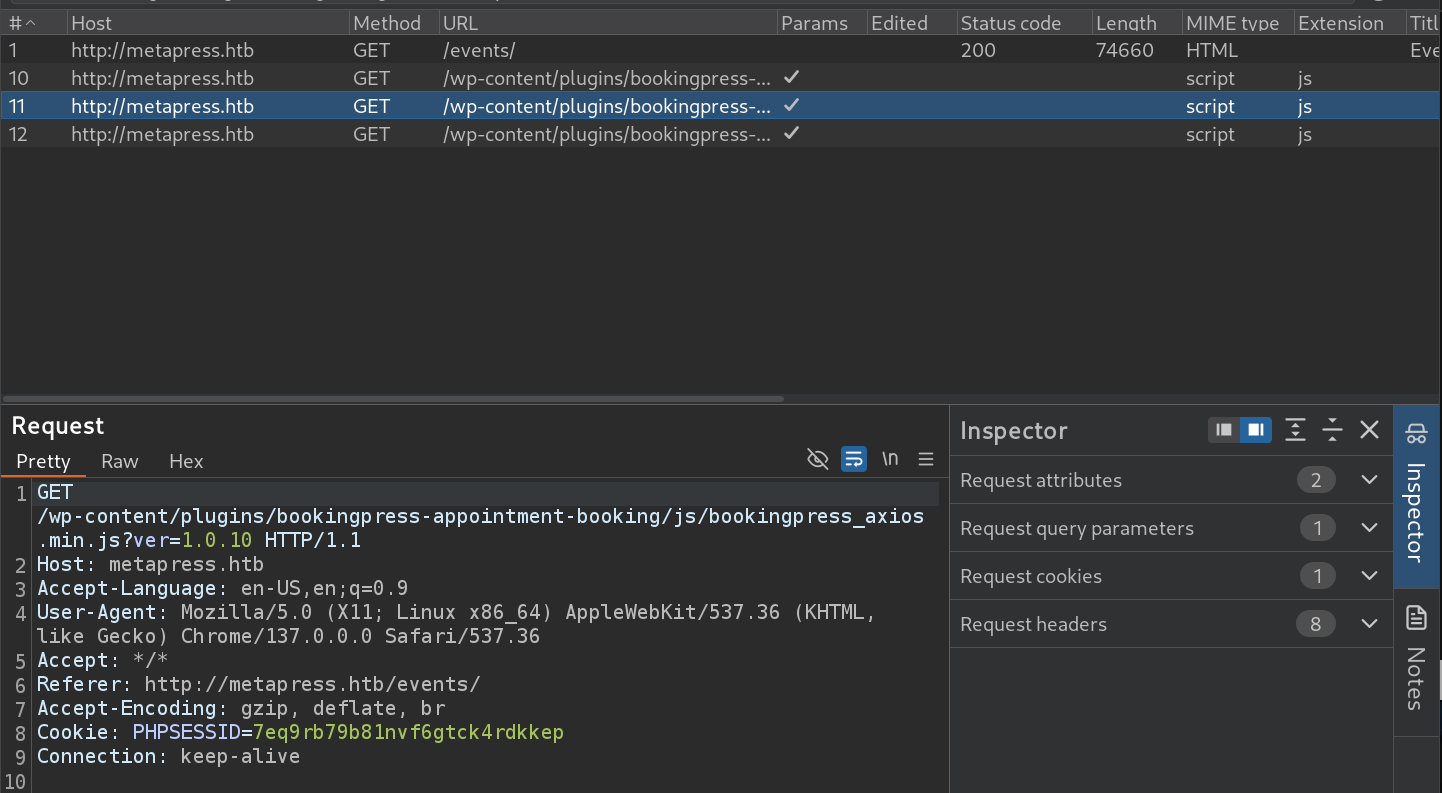 # Host Method URL Params Edited Status code Length MIME type Extension Titl
1 http://metapress.htb GET /events/ 200 74660 HTML Eve
10 http://metapress.htb GET /wp-content/plugins/bookingpress-... ✓ script js
11 http://metapress.htb GET /wp-content/plugins/bookingpress-... ✓ script js
12 http://metapress.htb GET /wp-content/plugins/bookingpress-... ✓ script js
Request
Pretty Raw Hex \n
1 GET
/wp-content/plugins/bookingpress-appointment-booking/js/bookingpress_axios
.min.js?ver=1.0.10 HTTP/1.1
2 Host: metapress.htb
3 Accept-Language: en-US,en;q=0.9
4 User-Agent: Mozilla/5.0 (X11; Linux x86_64) AppleWebKit/537.36 (KHTML,
like Gecko) Chrome/137.0.0.0 Safari/537.36
5 Accept: */*
6 Referer: http://metapress.htb/events/
7 Accept-Encoding: gzip, deflate, br
8 Cookie: PHPSESSID=7eq9rb79b81nvf6gtck4rdkkep
9 Connection: keep-alive
10
Inspector
Request attributes 2
Request query parameters 1
Request cookies 1
Request headers 8
Inspector
Notes